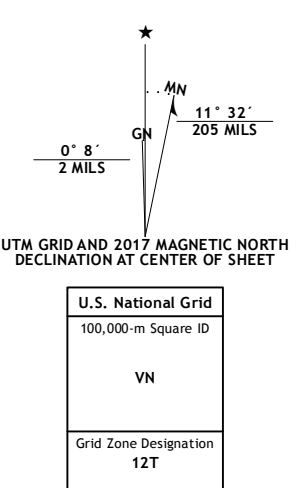 MN
GN
11° 32´
205 MILS
0° 8´
2 MILS
UTM GRID AND 2017 MAGNETIC NORTH
DECLINATION AT CENTER OF SHEET
U.S. National Grid
100,000-m Square ID
VN
Grid Zone Designation
12T